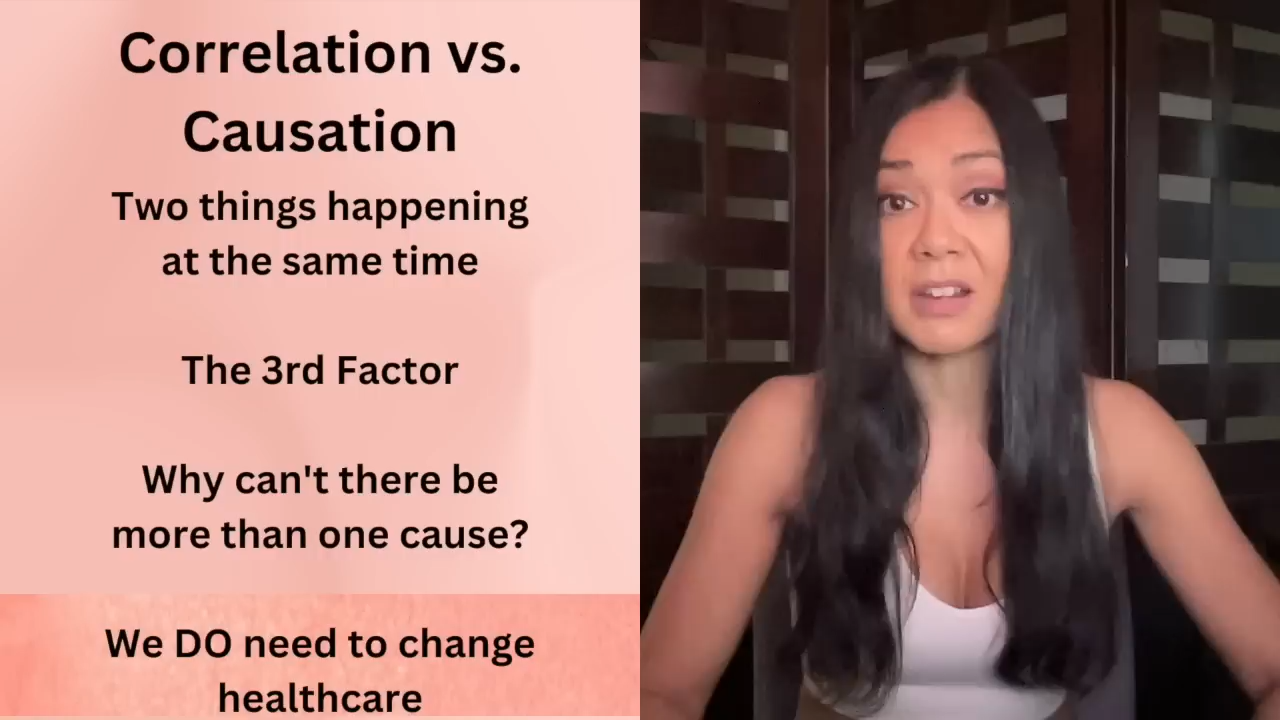 Correlation vs.
Causation
Two things happening
at the same time
The 3rd Factor
Why can't there be
more than one cause?
We DO need to change
healthcare